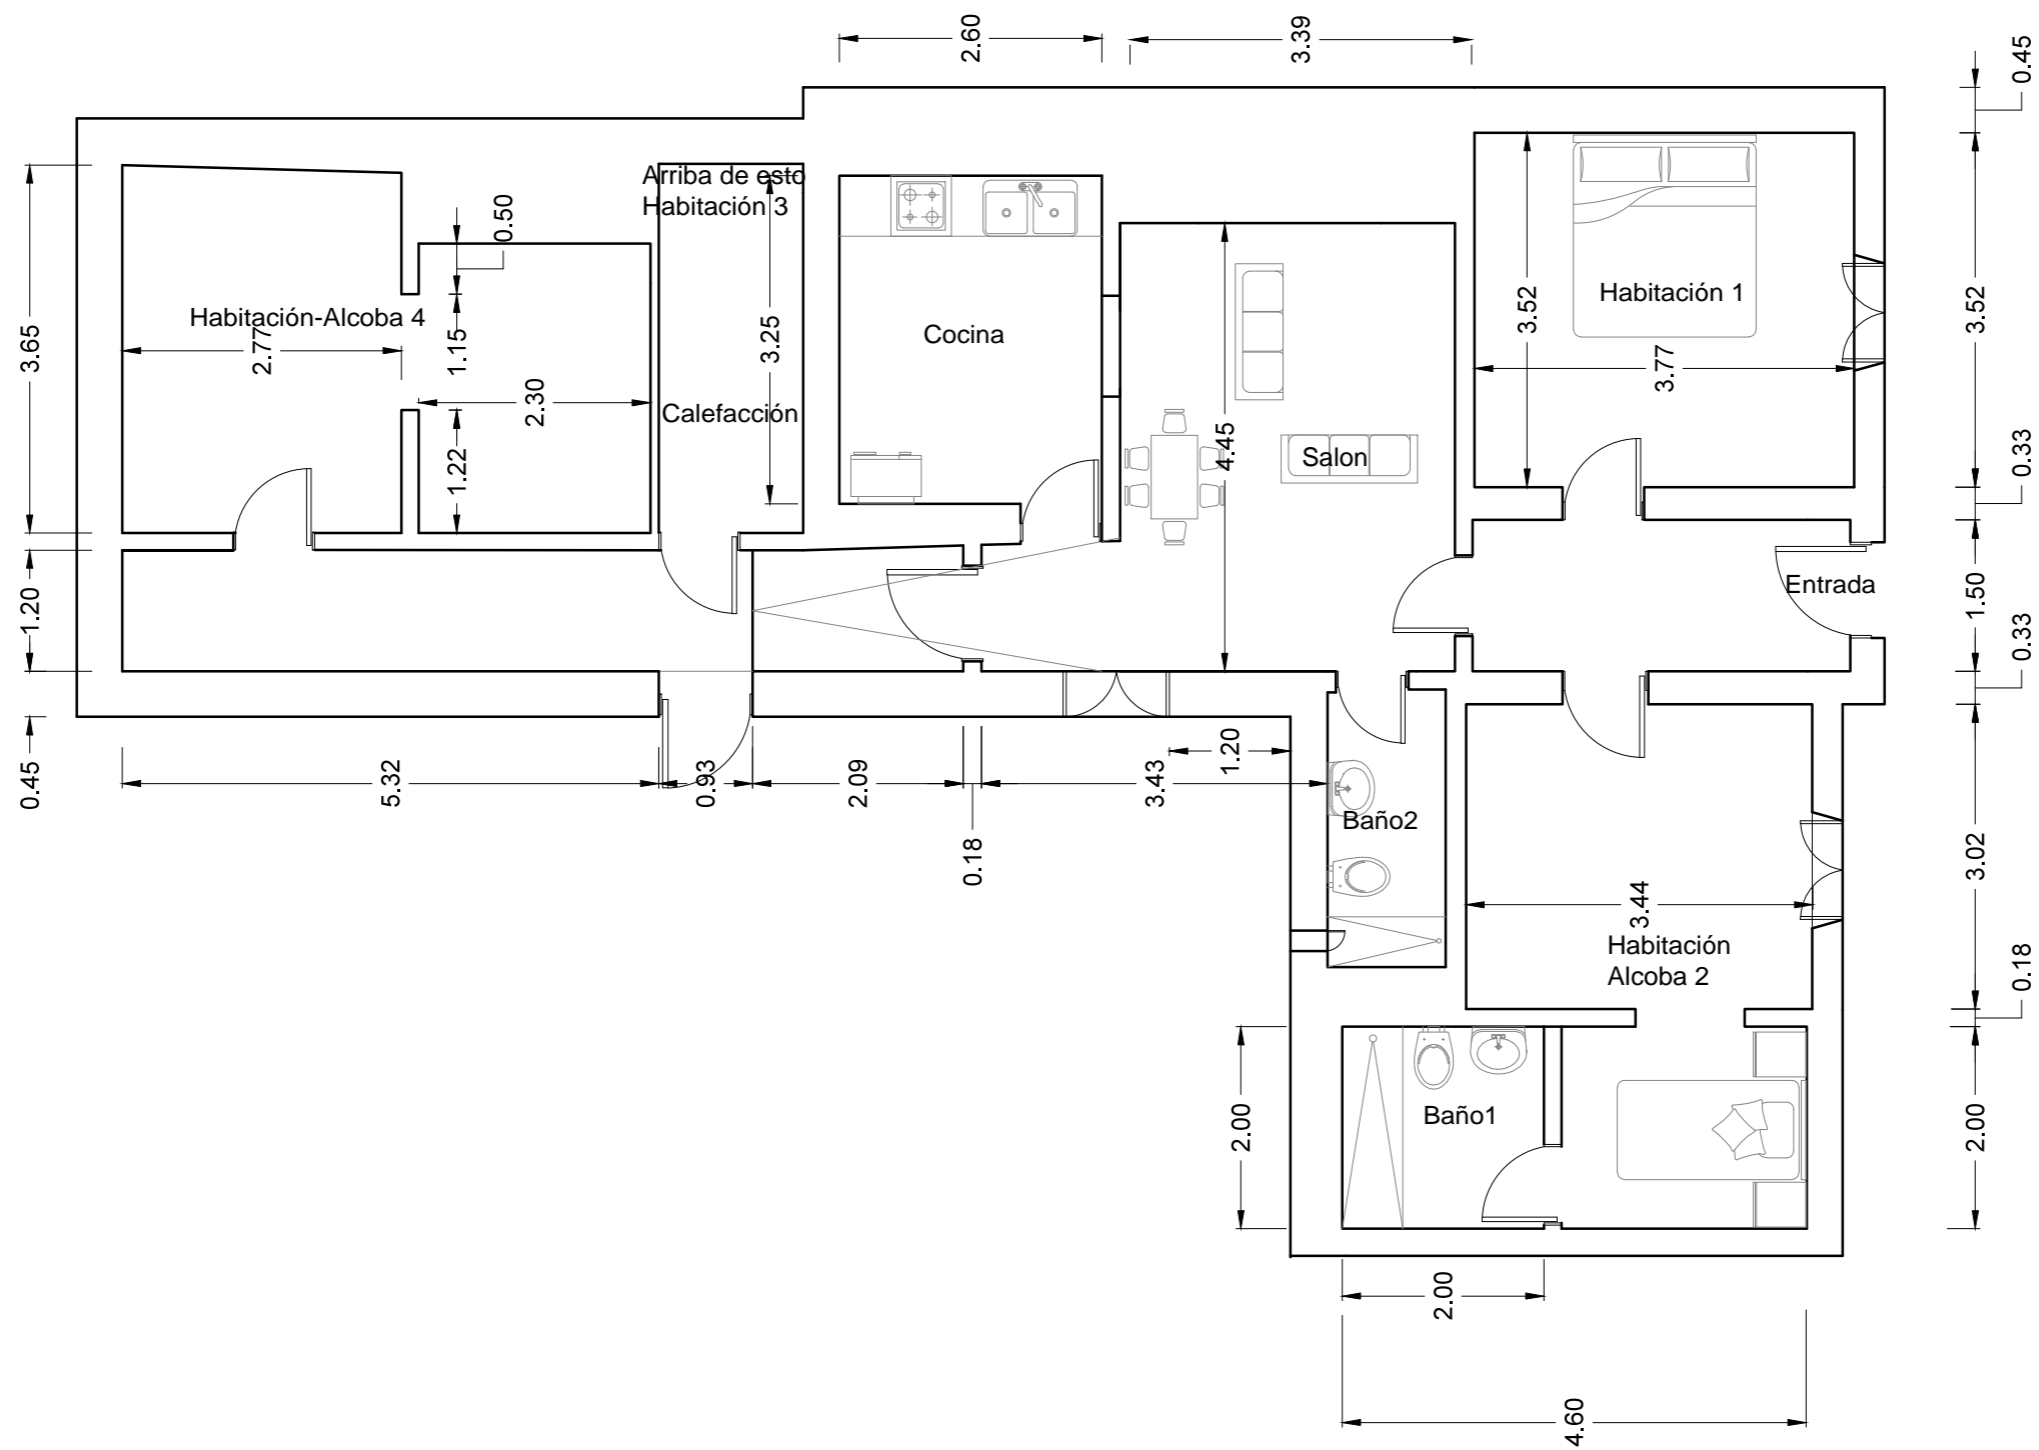 2.60
3.39
0.45
Arriba de esto
Habitación 3
0.50
Habitación 1
Habitación-Alcoba 4
3.65
2.77
1.15
2.30
3.25
Cocina
3.52
3.77
3.52
Calefacción
1.22
4.45
Salon
0.33
Entrada
1.20
1.50
0.33
0.45
5.32
0.93
2.09
0.18
3.43
1.20
Baño2
3.02
3.44
Habitación
Alcoba 2
0.18
2.00
Baño1
2.00
2.00
4.60